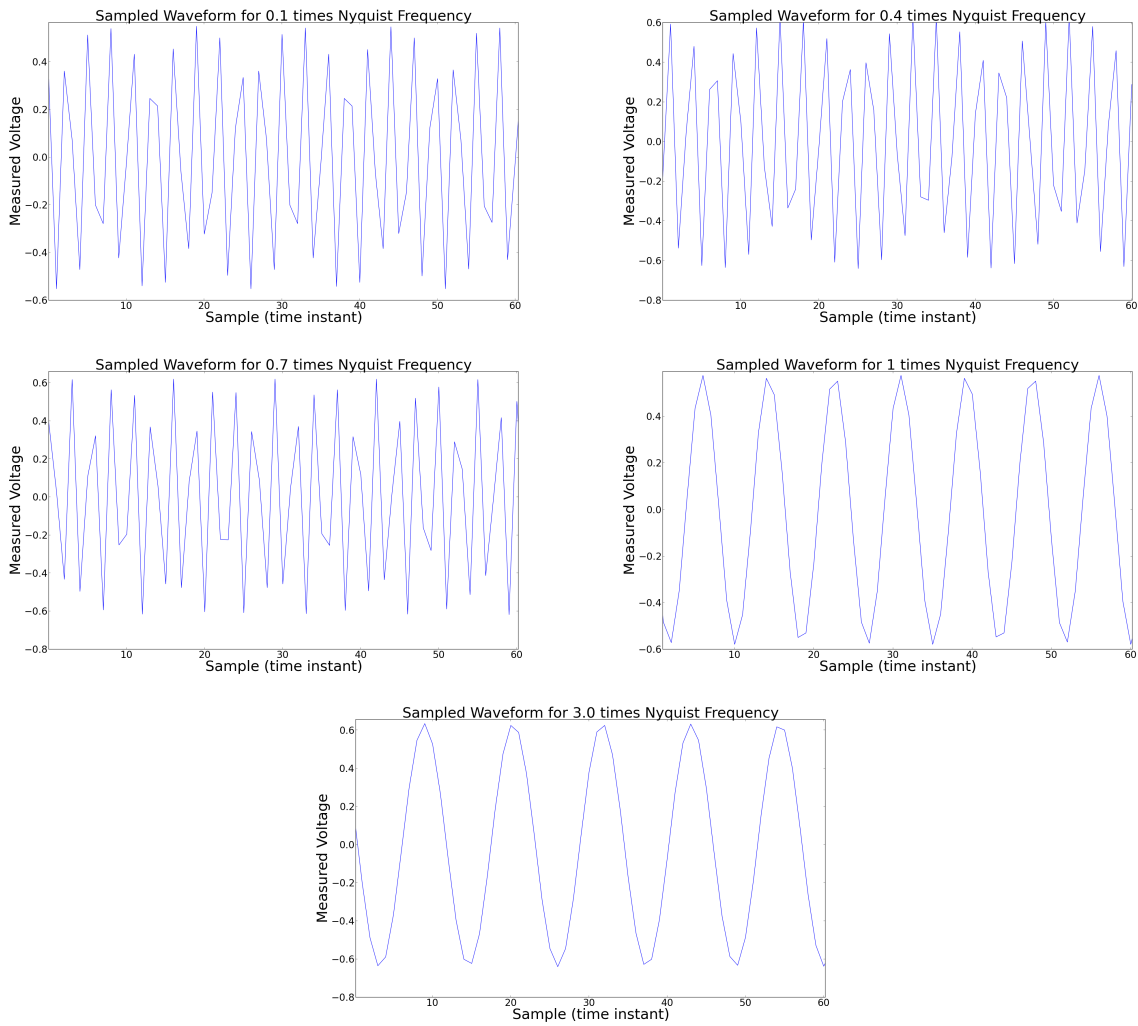 Sampled Waveform for 0.1 times Nyquist Frequency
Measured Voltage
0.4
0.2
0.0
−0.2
−0.4
−0.6
10 20 30 40 50 60
Sample (time instant)
Sampled Waveform for 0.4 times Nyquist Frequency
Measured Voltage
0.6
0.4
0.2
0.0
−0.2
−0.4
−0.6
−0.8
10 20 30 40 50 60
Sample (time instant)
Sampled Waveform for 0.7 times Nyquist Frequency
Measured Voltage
0.6
0.4
0.2
0.0
−0.2
−0.4
−0.6
−0.8
10 20 30 40 50 60
Sample (time instant)
Sampled Waveform for 1 times Nyquist Frequency
Measured Voltage
0.4
0.2
0.0
−0.2
−0.4
−0.6
10 20 30 40 50 60
Sample (time instant)
Sampled Waveform for 3.0 times Nyquist Frequency
Measured Voltage
0.6
0.4
0.2
0.0
−0.2
−0.4
−0.6
−0.8
10 20 30 40 50 60
Sample (time instant)